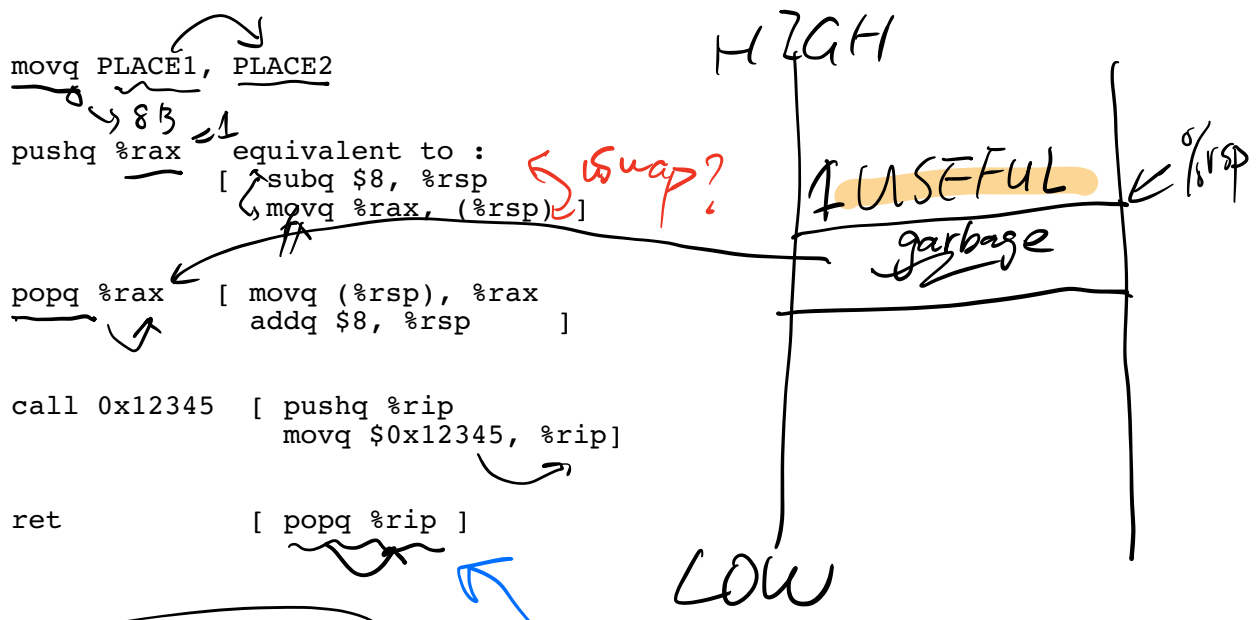 HIGH
movq PLACE1, PLACE2
8B
=1
pushq %rax equivalent to :
[ subq $8, %rsp
movq %rax, (%rsp) ]
swap?
1 USEFUL
%rsp
garbage
popq %rax [ movq (%rsp), %rax
addq $8, %rsp ]
call 0x12345 [ pushq %rip
movq $0x12345, %rip]
ret [ popq %rip ]
LOW